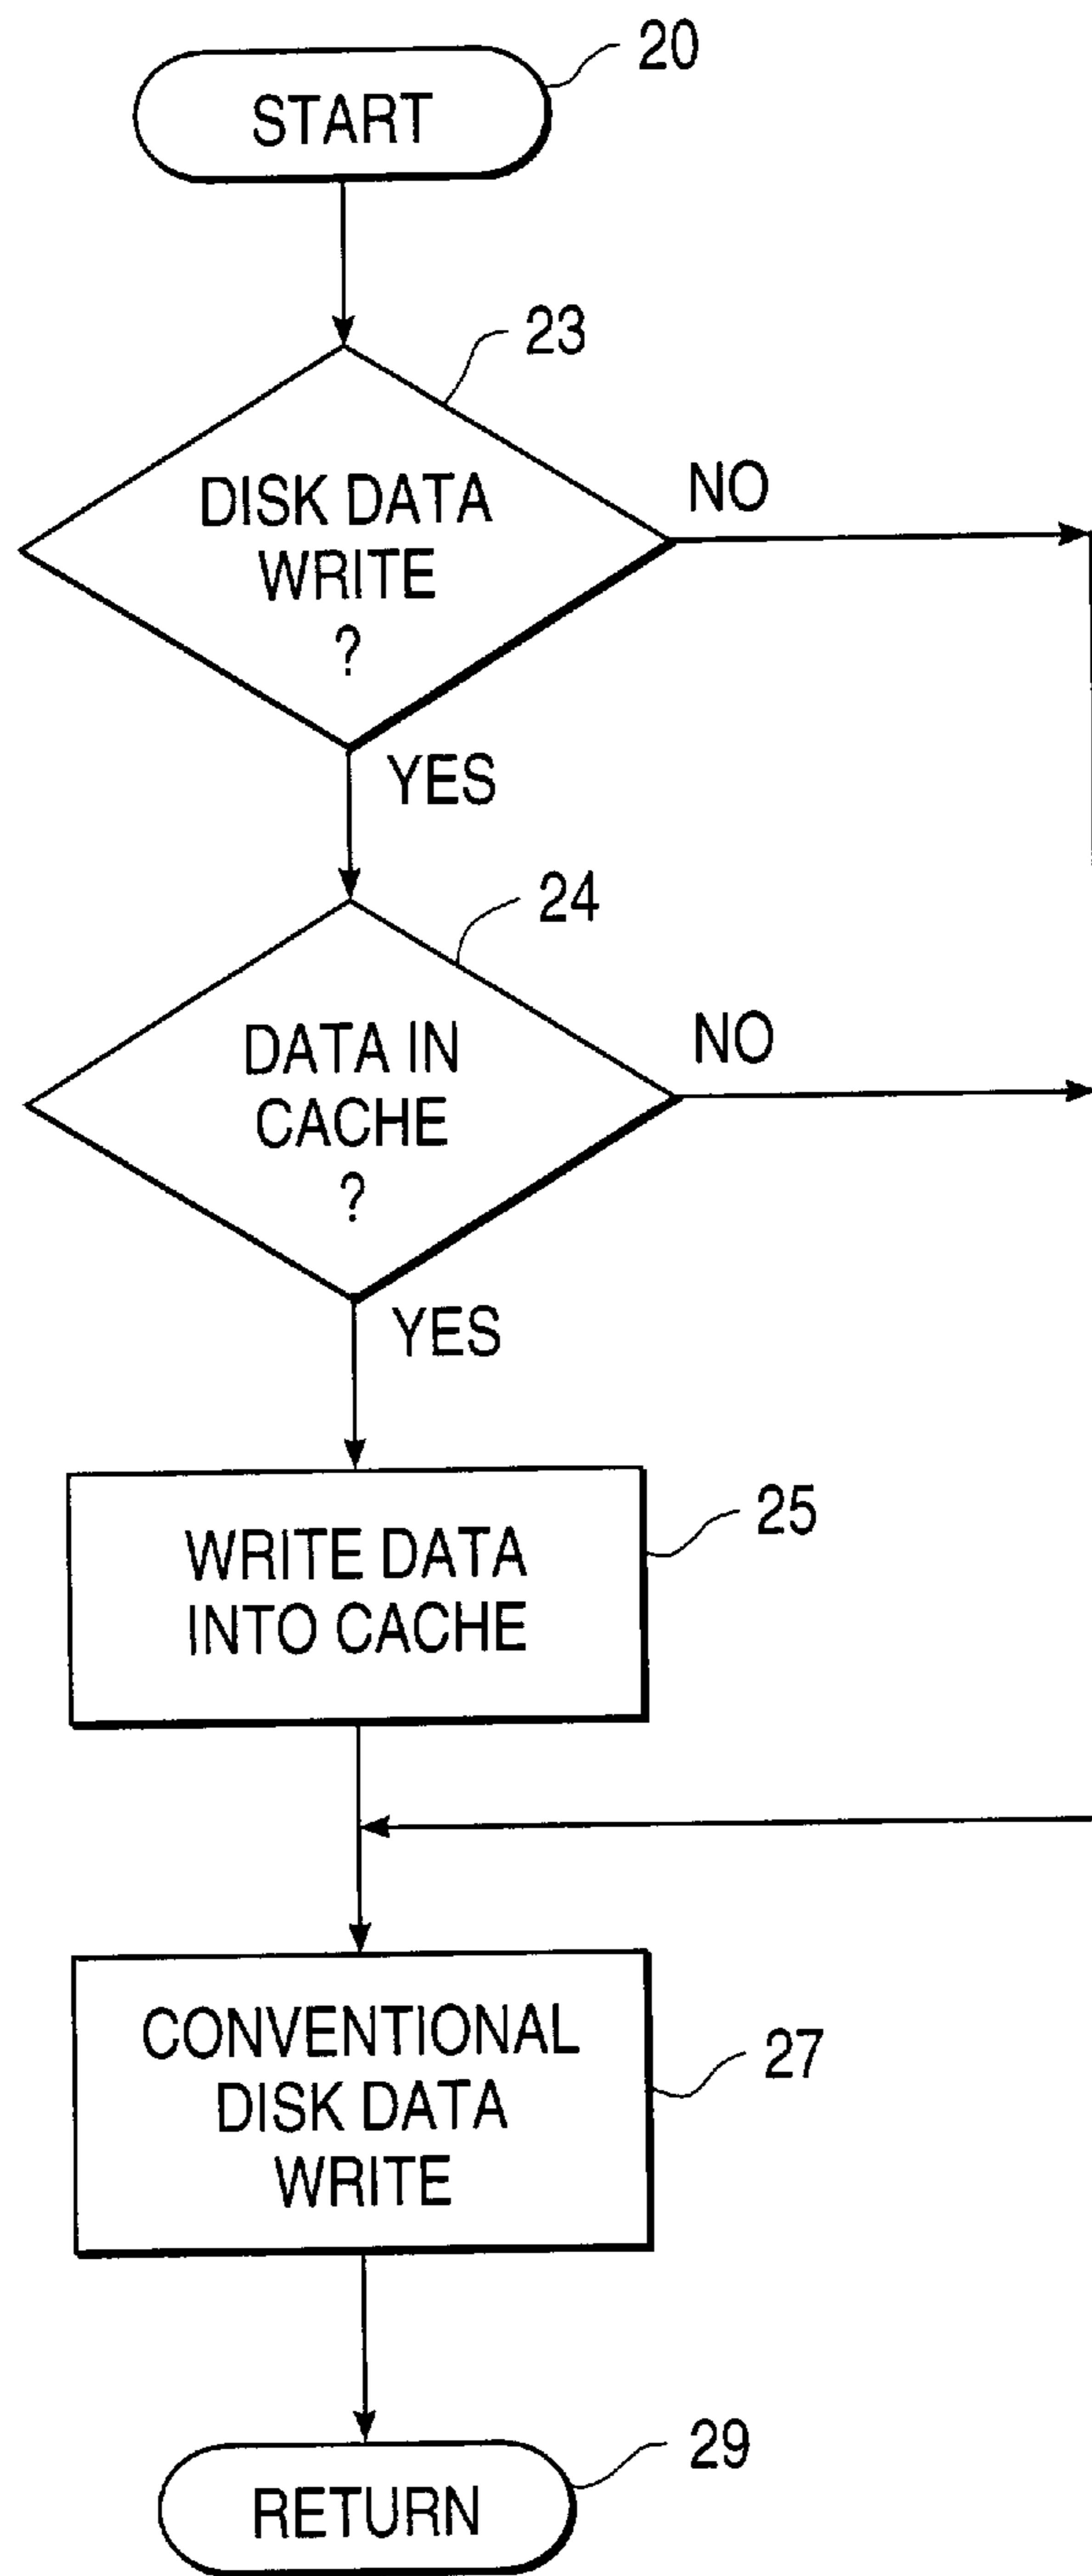 START
20
23
DISK DATA
WRITE
?
NO
YES
24
DATA IN
CACHE
?
NO
YES
25
WRITE DATA
INTO CACHE
27
CONVENTIONAL
DISK DATA
WRITE
29
RETURN